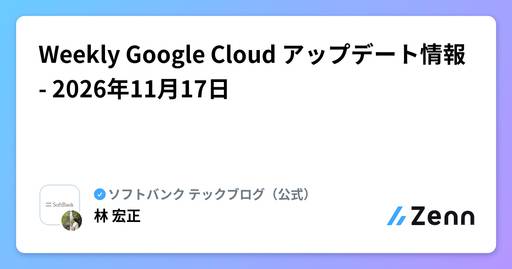 Weekly Google Cloud アップデート情報
- 2026年11月17日
SoftBank
ソフトバンク テックブログ（公式）
林 宏正
Zenn